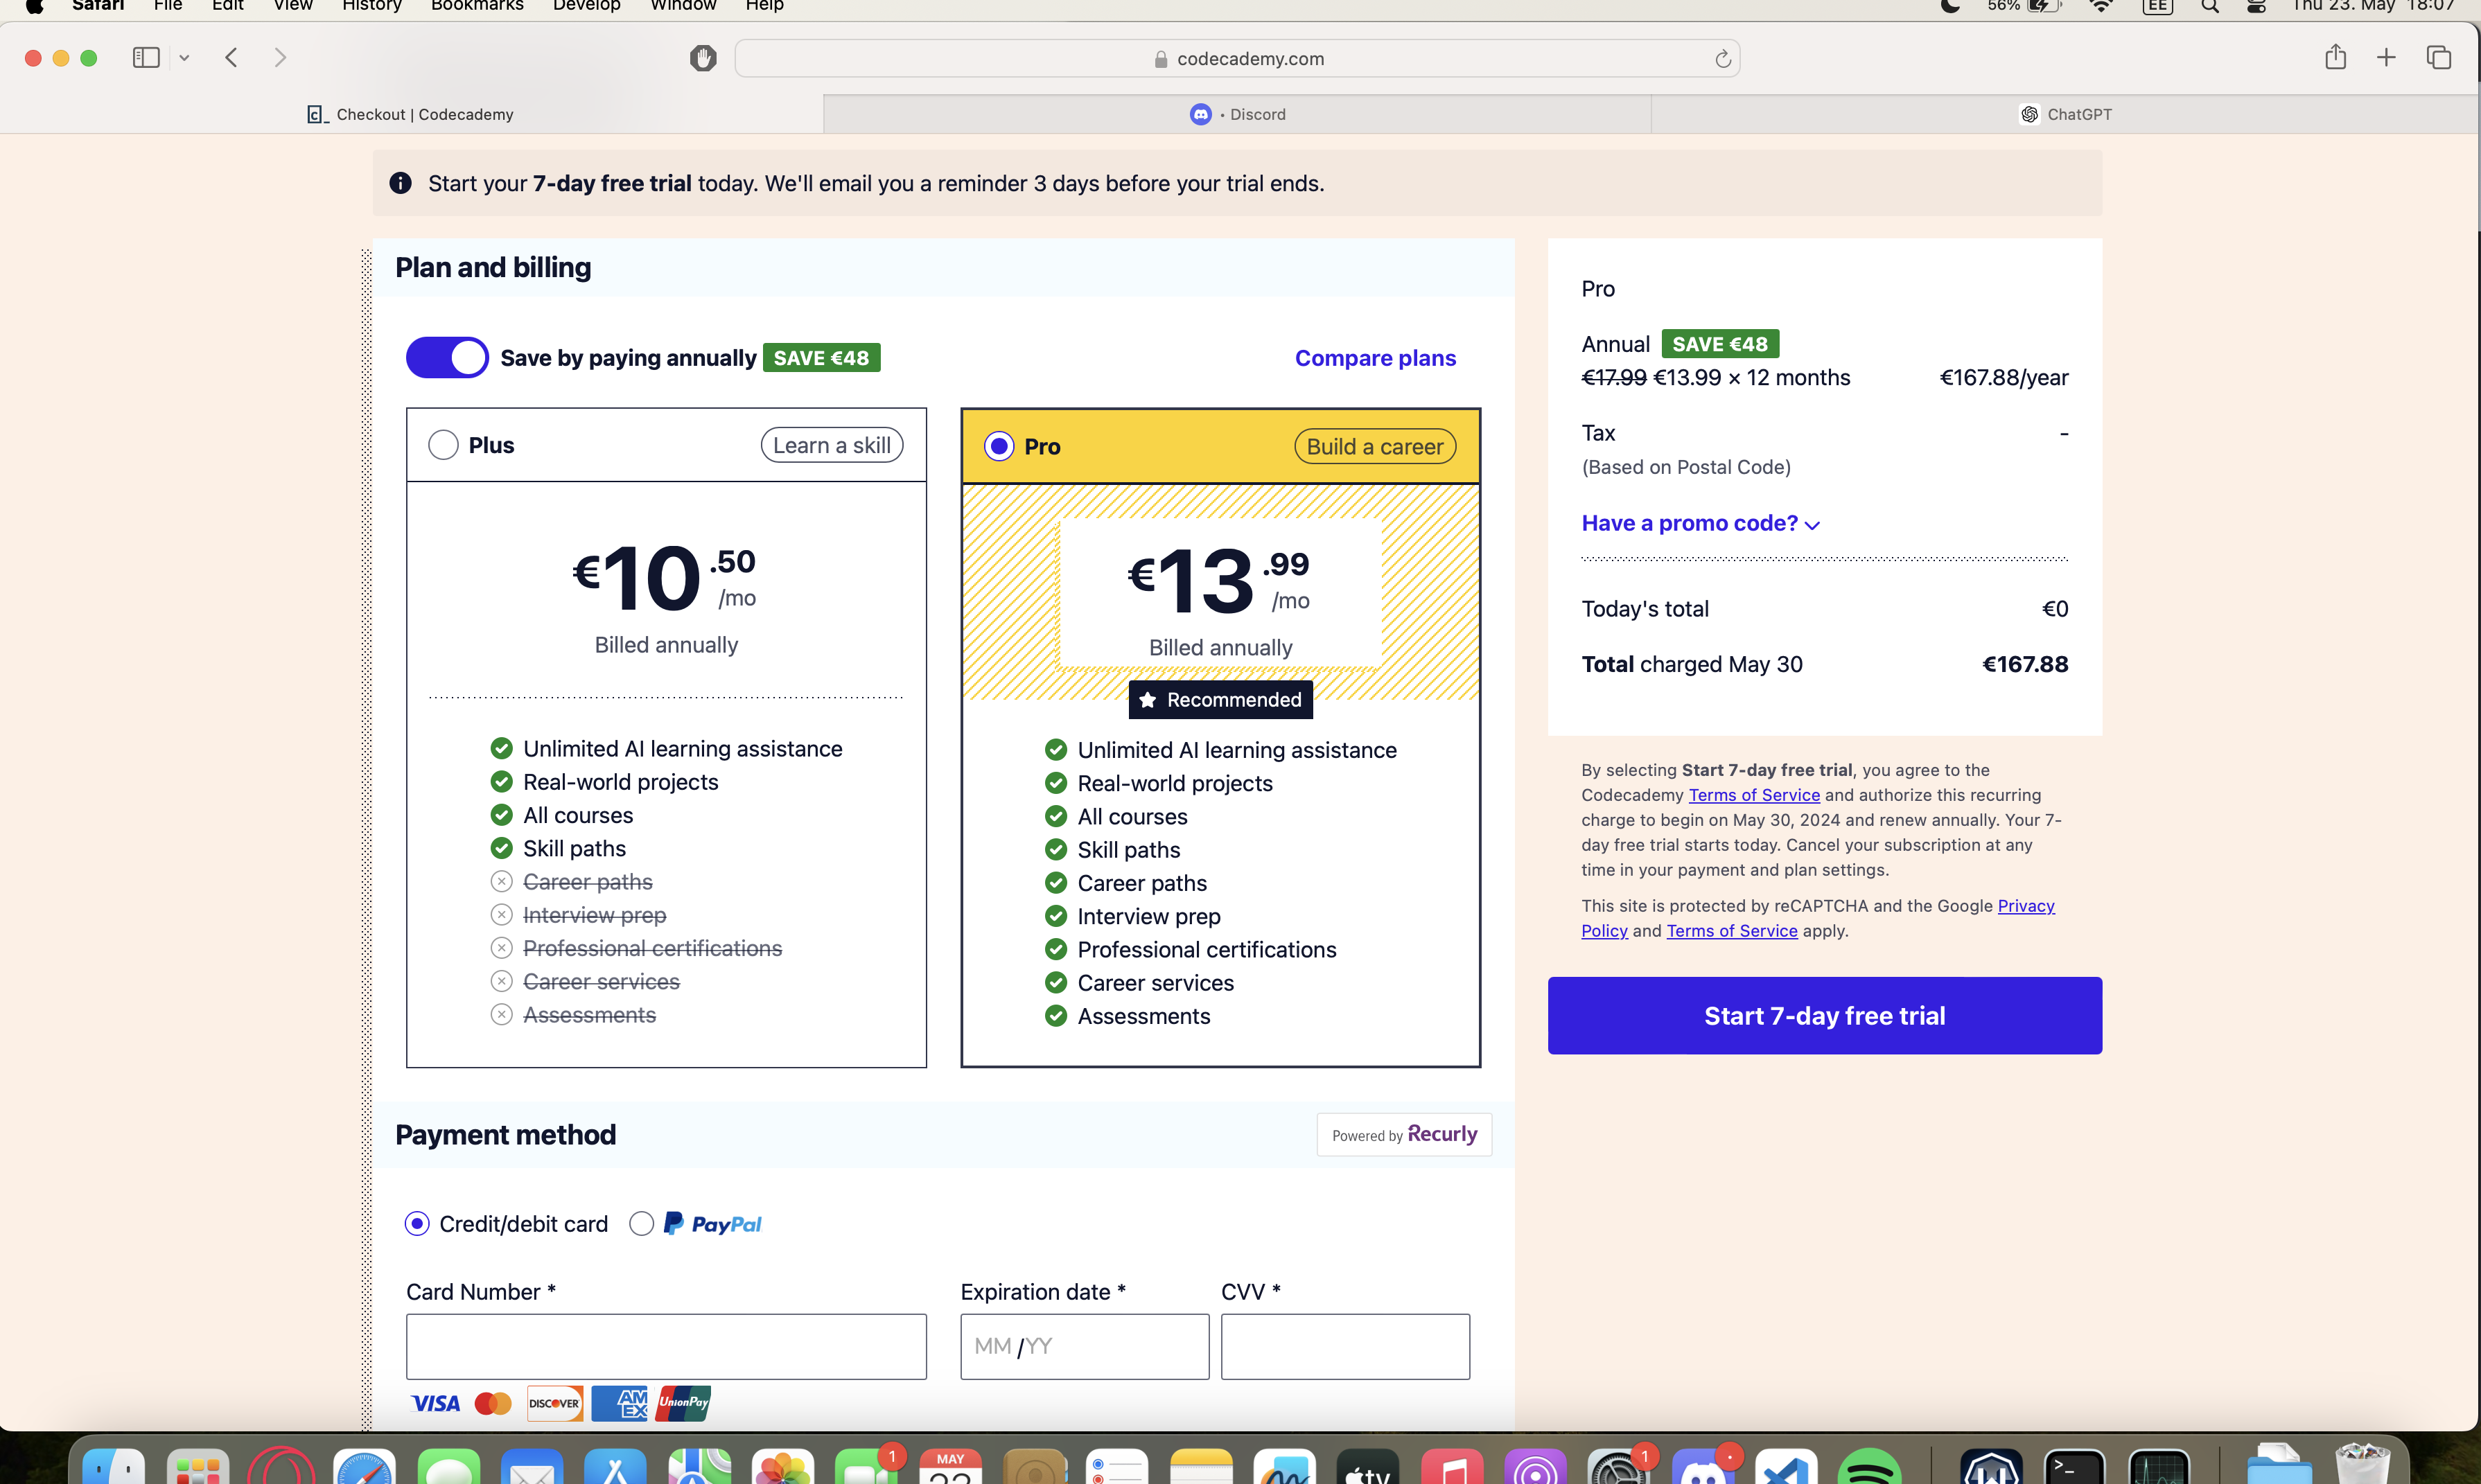 Safari File Edit View History Bookmarks Develop Window Help 56% EE Thu 23. May 18:07
codecademy.com
Checkout | Codecademy
• Discord
ChatGPT
Start your 7-day free trial today. We'll email you a reminder 3 days before your trial ends.
Plan and billing
Save by paying annually SAVE €48
Compare plans
Plus
Learn a skill
€10.50
/mo
Billed annually
Unlimited AI learning assistance
Real-world projects
All courses
Skill paths
Career paths
Interview prep
Professional certifications
Career services
Assessments
Pro
Build a career
€13.99
/mo
Billed annually
Recommended
Unlimited AI learning assistance
Real-world projects
All courses
Skill paths
Career paths
Interview prep
Professional certifications
Career services
Assessments
Pro
Annual SAVE €48
€17.99 €13.99 × 12 months €167.88/year
Tax -
(Based on Postal Code)
Have a promo code?
Today's total €0
Total charged May 30 €167.88
By selecting Start 7-day free trial, you agree to the
Codecademy Terms of Service and authorize this recurring
charge to begin on May 30, 2024 and renew annually. Your 7-
day free trial starts today. Cancel your subscription at any
time in your payment and plan settings.
This site is protected by reCAPTCHA and the Google Privacy
Policy and Terms of Service apply.
Start 7-day free trial
Payment method
Powered by Recurly
Credit/debit card
PayPal
Card Number *
Expiration date *
CVV *
MM /YY
VISA
DISCOVER
AM
EX
UnionPay
1
MAY
tv
1